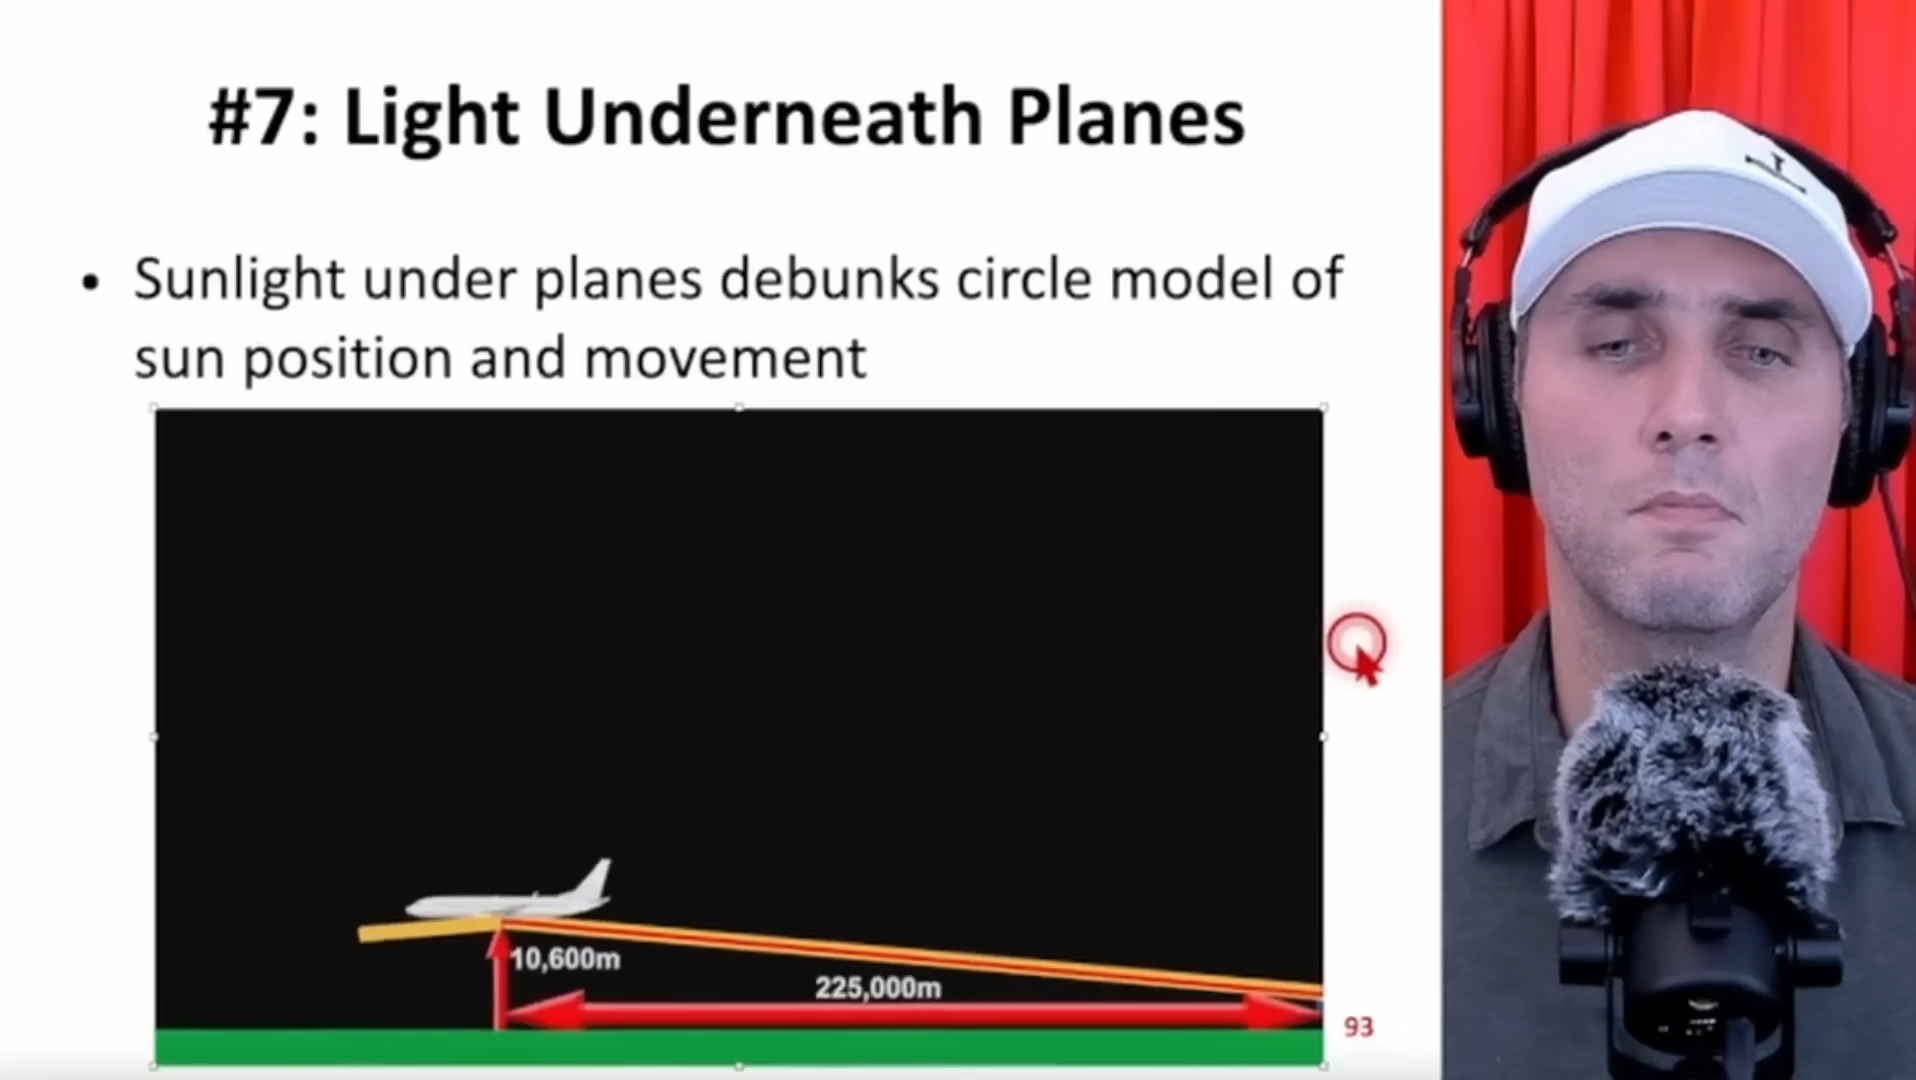 #7: Light Underneath Planes
• Sunlight under planes debunks circle model of
sun position and movement
10,600m
225,000m
93